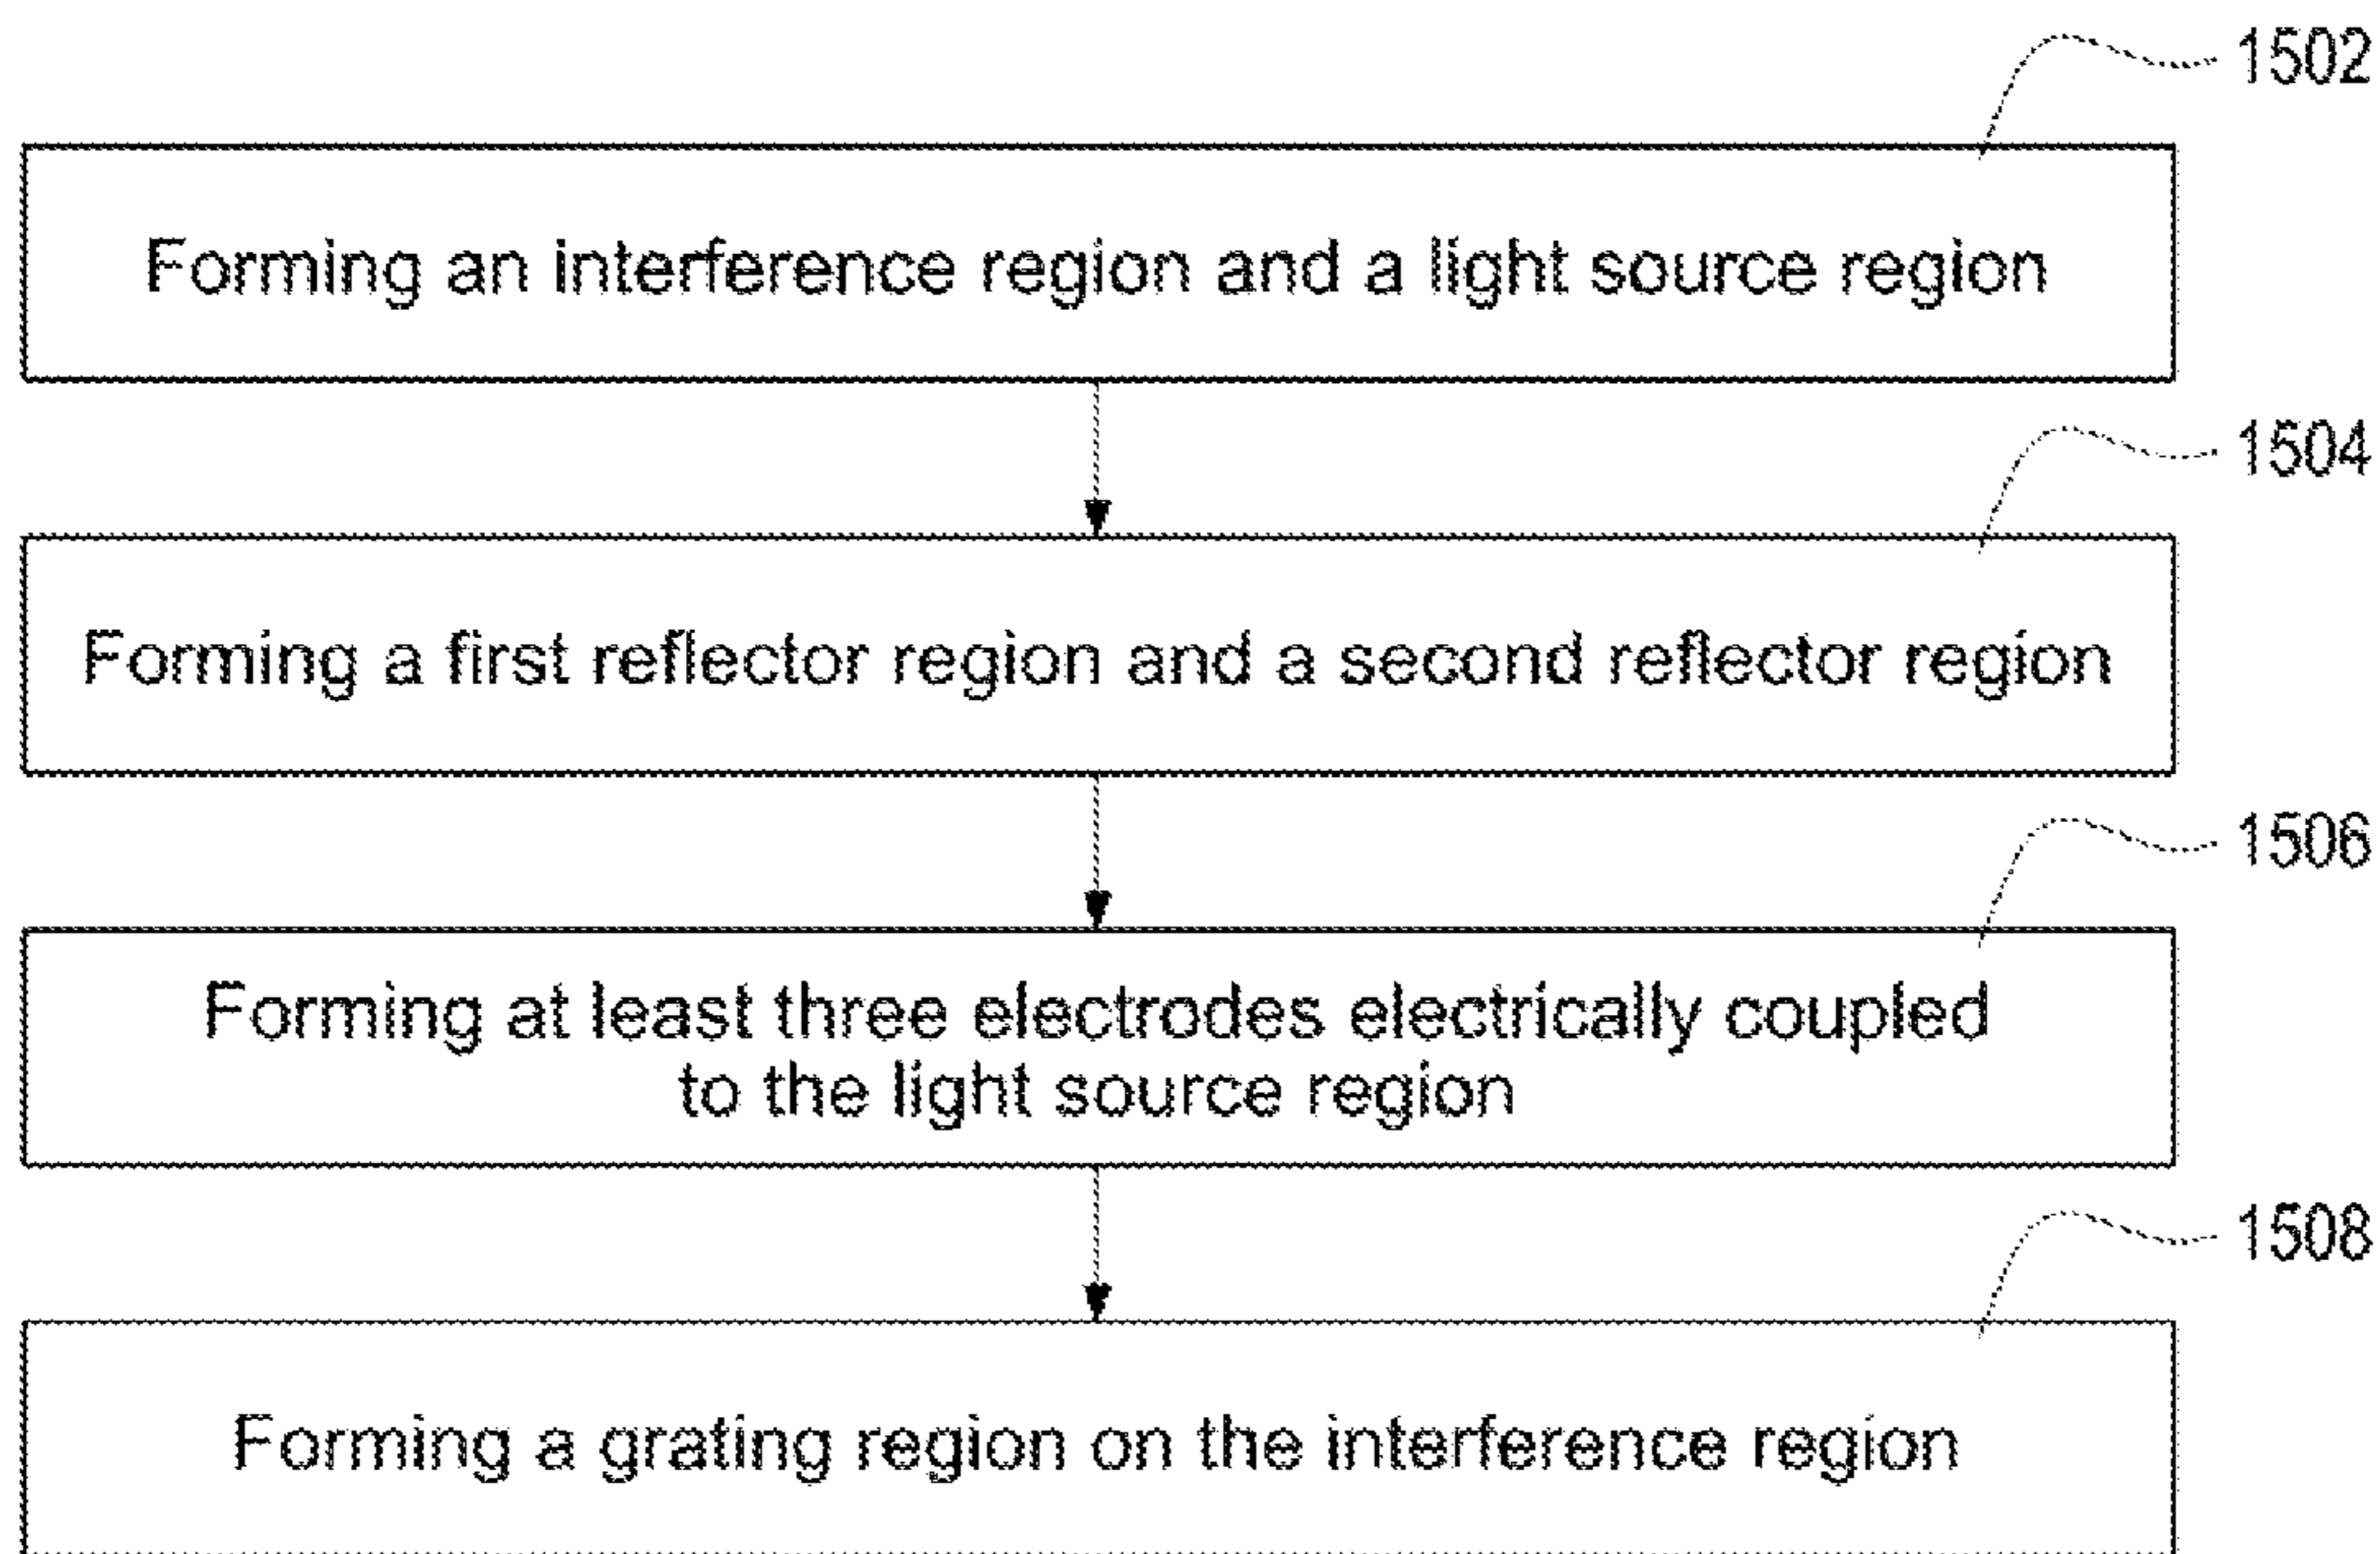 1502
Forming an interference region and a light source region
1504
Forming a first reflector region and a second reflector region
1506
Forming at least three electrodes electrically coupled
to the light source region
1508
Forming a grating region on the interference region